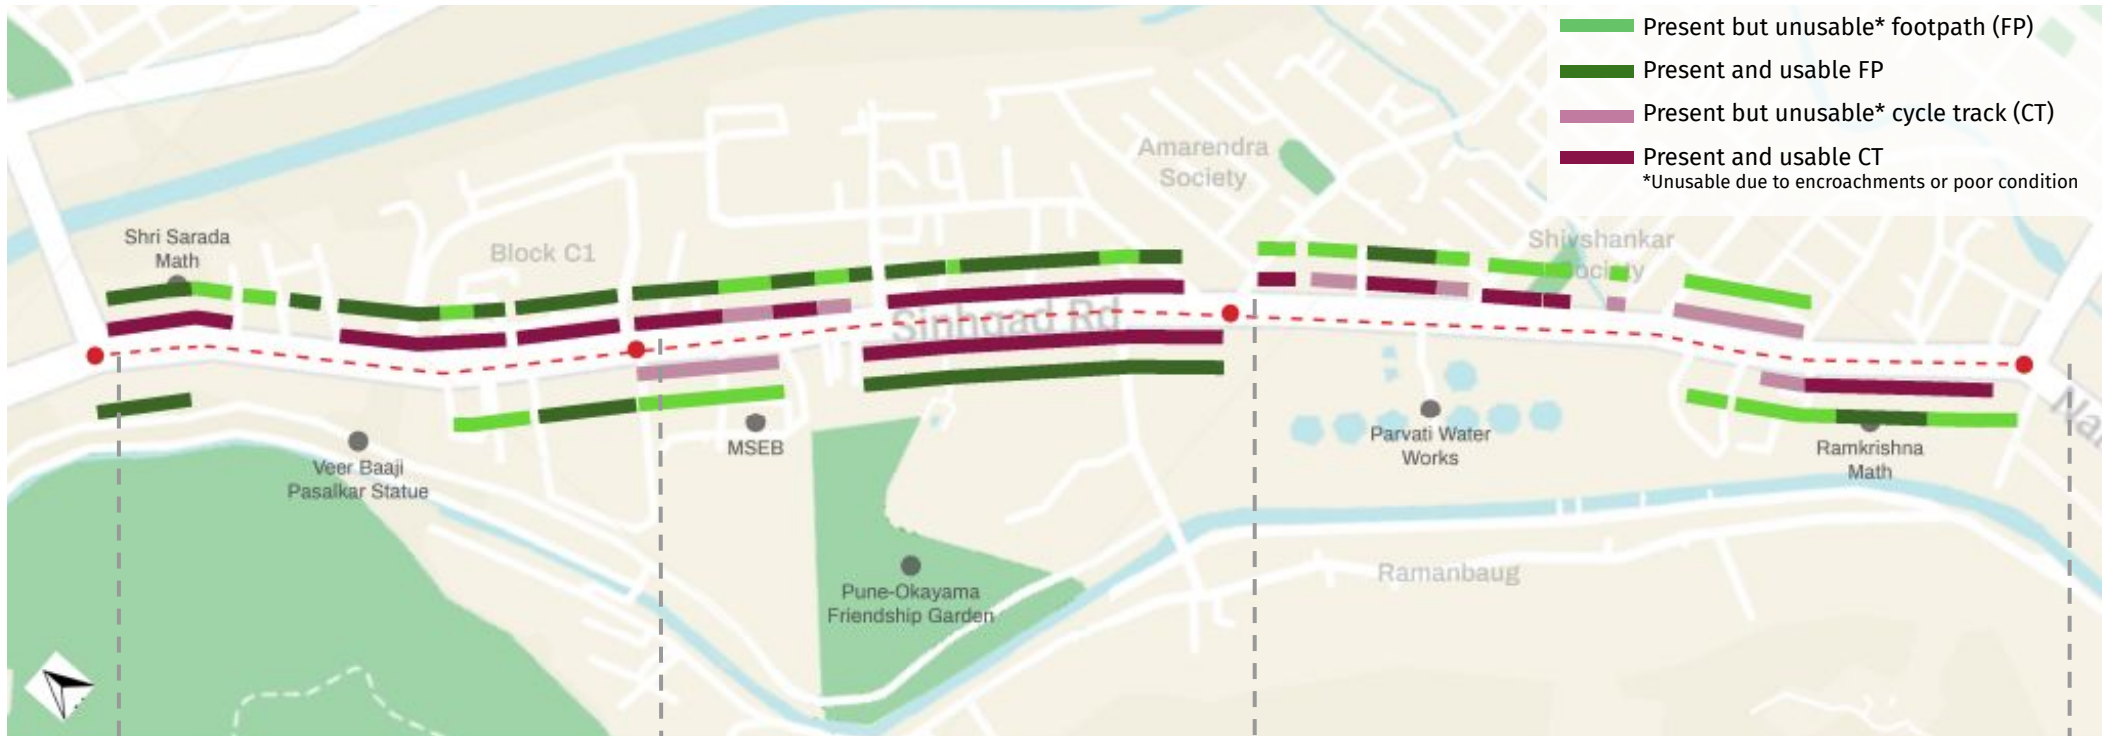 Present but unusable* footpath (FP)
Present and usable FP
Present but unusable* cycle track (CT)
Present and usable CT
*Unusable due to encroachments or poor condition
Amarendra
Society
Shri Sarada
Math
Block C1
Shivshankar
Society
Sinhgad Rd
Parvati Water
Works
MSEB
Ramkrishna
Math
Veer Baaji
Pasalkar Statue
Pune-Okayama
Friendship Garden
Ramanbaug